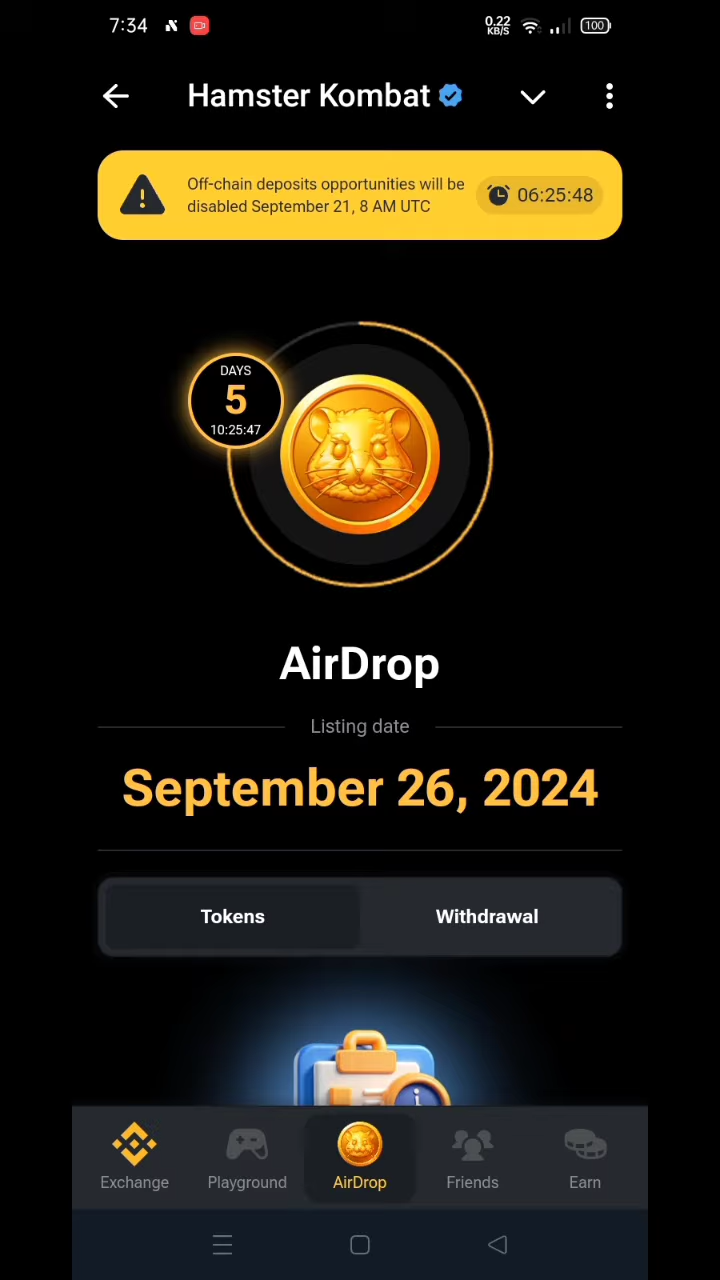 7:34
0.22
KB/S
100
Hamster Kombat
Off-chain deposits opportunities will be
disabled September 21, 8 AM UTC
06:25:48
DAYS
5
10:25:47
AirDrop
Listing date
September 26, 2024
Tokens
Withdrawal
i
Exchange
Playground
AirDrop
Friends
Earn